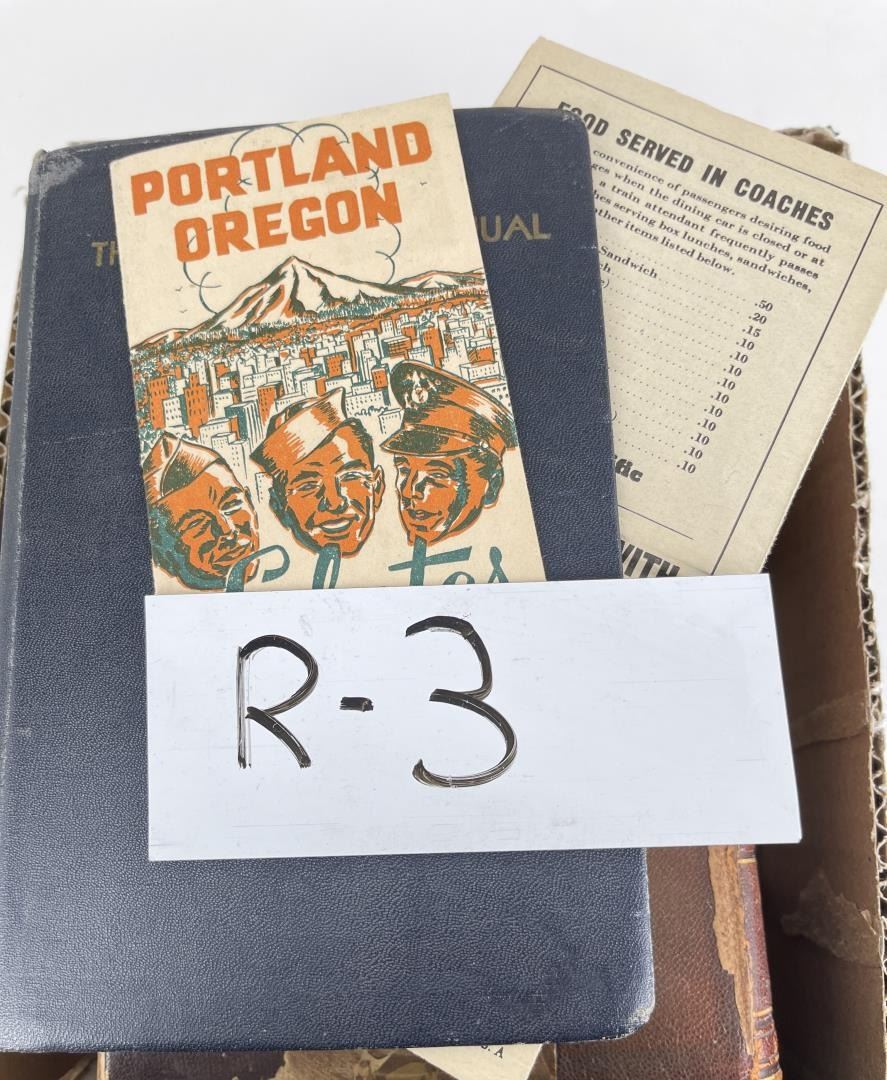 PORTLAND
OREGON
UAL
FOOD SERVED IN COACHES
convenience of passengers desiring food
when the dining car is closed or at
a train attendant frequently passes
serving box lunches, sandwiches,
other items listed below.
Sandwich
.50
.20
.15
.10
.10
.10
.10
.10
.10
.10
.10
.10
WITH
R-3
S. A